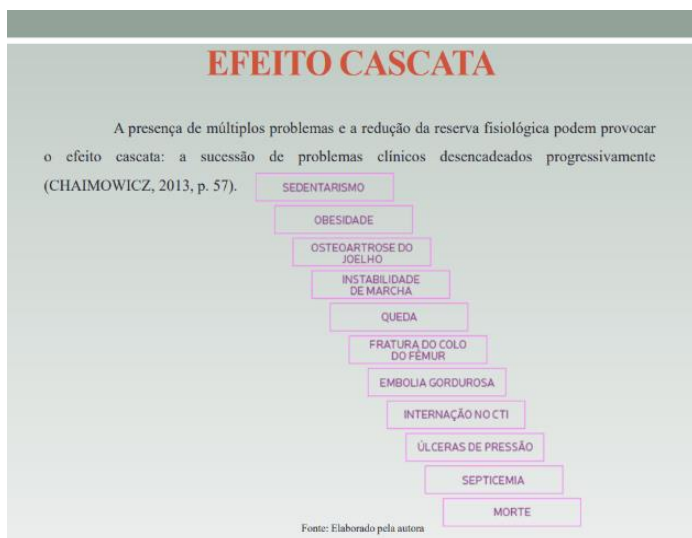 EFEITO CASCATA
A presença de múltiplos problemas e a redução da reserva fisiológica podem provocar
o efeito cascata: a sucessão de problemas clínicos desencadeados progressivamente
(CHAIMOWICZ, 2013, p. 57).
SEDENTARISMO
OBESIDADE
OSTEOARTROSE DO
JOELHO
INSTABILIDADE
DE MARCHA
QUEDA
FRATURA DO COLO
DO FÊMUR
EMBOLIA GORDUROSA
INTERNAÇÃO NO CTI
ÚLCERAS DE PRESSÃO
SEPTICEMIA
MORTE
Fonte: Elaborado pela autora